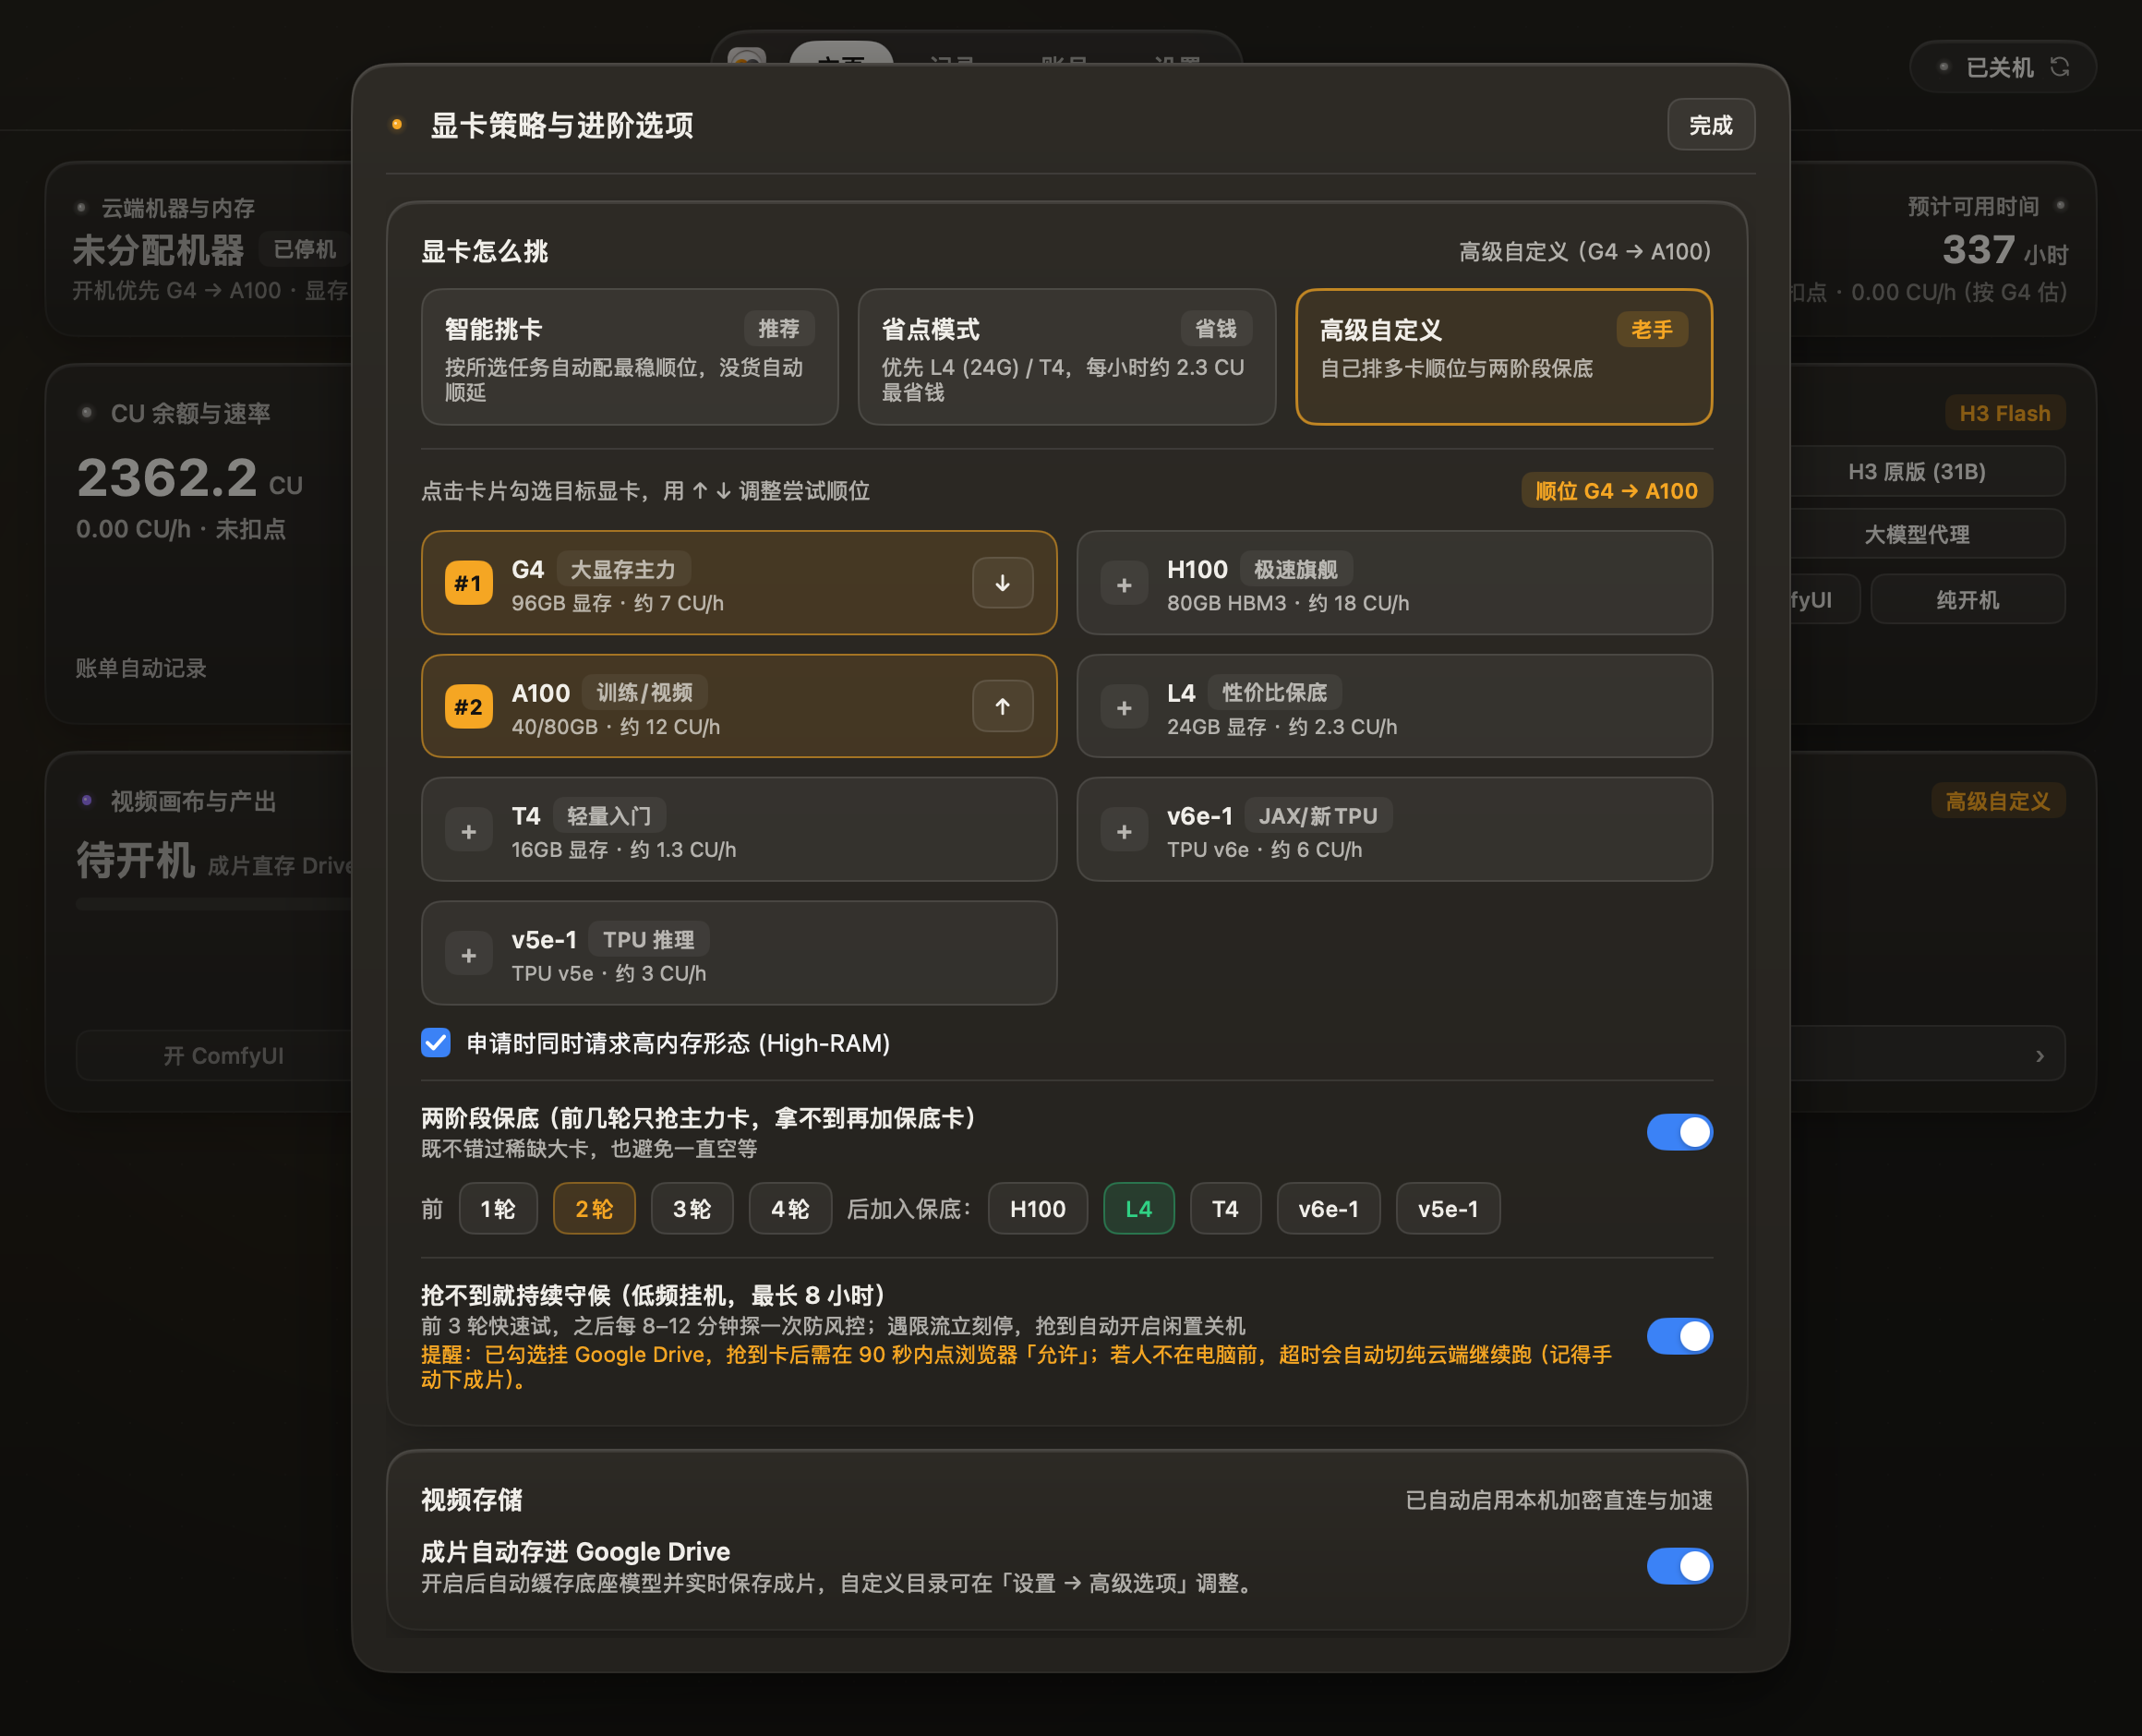 主页 记录 账号 设置
已关机
显卡策略与进阶选项
完成
云端机器与内存
未分配机器 已停机
开机优先 G4 → A100 · 显存
预计可用时间
337 小时
扣点 · 0.00 CU/h (按 G4 估)
CU 余额与速率
2362.2 CU
0.00 CU/h · 未扣点
账单自动记录
H3 Flash
H3 原版 (31B)
大模型代理
fyUI
纯开机
视频画布与产出
待开机 成片直存 Drive
开 ComfyUI
高级自定义
›
显卡怎么挑
高级自定义 (G4 → A100)
智能挑卡 推荐
按所选任务自动配最稳顺位，没货自动
顺延
省点模式 省钱
优先 L4 (24G) / T4，每小时约 2.3 CU
最省钱
高级自定义 老手
自己排多卡顺位与两阶段保底
点击卡片勾选目标显卡，用 ↑ ↓ 调整尝试顺位
顺位 G4 → A100
#1 G4 大显存主力 ↓
96GB 显存 · 约 7 CU/h
+ H100 极速旗舰
80GB HBM3 · 约 18 CU/h
#2 A100 训练/视频 ↑
40/80GB · 约 12 CU/h
+ L4 性价比保底
24GB 显存 · 约 2.3 CU/h
+ T4 轻量入门
16GB 显存 · 约 1.3 CU/h
+ v6e-1 JAX/新TPU
TPU v6e · 约 6 CU/h
+ v5e-1 TPU 推理
TPU v5e · 约 3 CU/h
申请时同时请求高内存形态 (High-RAM)
两阶段保底（前几轮只抢主力卡，拿不到再加保底卡）
既不错过稀缺大卡，也避免一直空等
前 1轮 2轮 3轮 4轮 后加入保底： H100 L4 T4 v6e-1 v5e-1
抢不到就持续守候（低频挂机，最长 8 小时）
前 3 轮快速试，之后每 8–12 分钟探一次防风控；遇限流立刻停，抢到自动开启闲置关机
提醒：已勾选挂 Google Drive，抢到卡后需在 90 秒内点浏览器「允许」；若人不在电脑前，超时会自动切纯云端继续跑（记得手
动下成片）。
视频存储
已自动启用本机加密直连与加速
成片自动存进 Google Drive
开启后自动缓存底座模型并实时保存成片，自定义目录可在「设置 → 高级选项」调整。